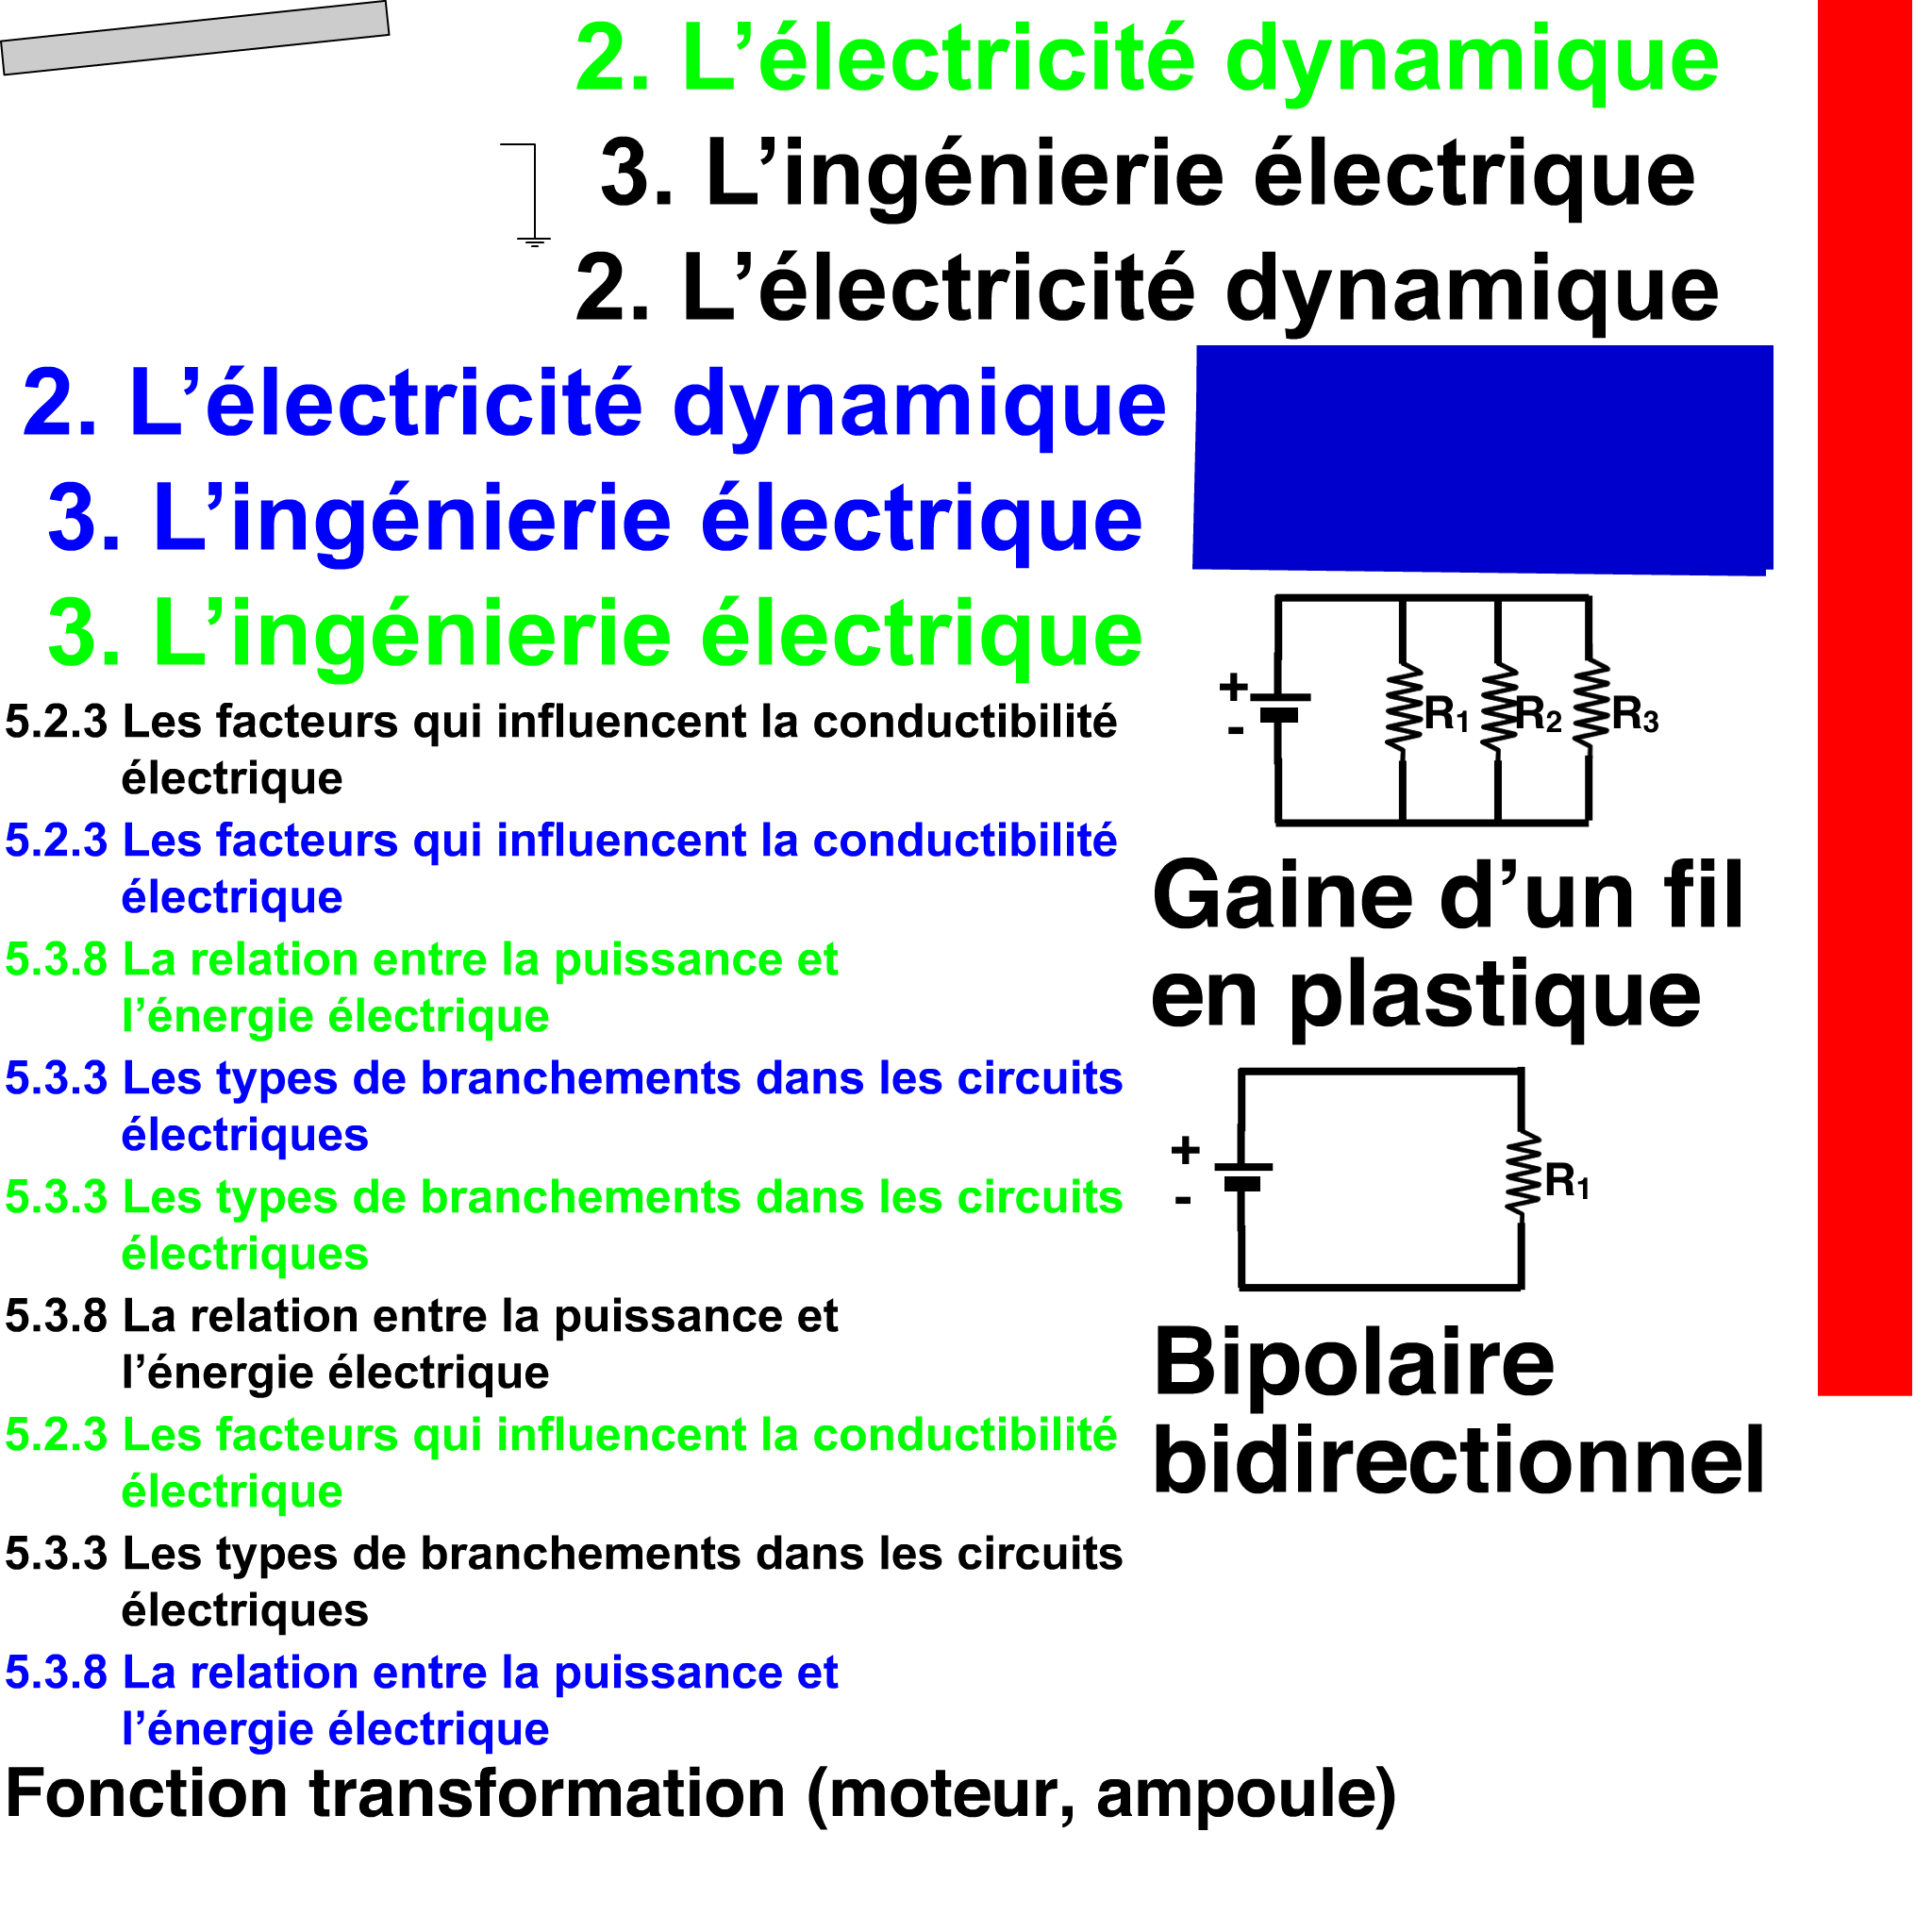 2. L’électricité dynamique
3. L’ingénierie électrique
2. L’électricité dynamique
2. L’électricité dynamique
3. L’ingénierie électrique
3. L’ingénierie électrique
5.2.3 Les facteurs qui influencent la conductibilité
électrique
5.2.3 Les facteurs qui influencent la conductibilité
électrique
5.3.8 La relation entre la puissance et
l’énergie électrique
5.3.3 Les types de branchements dans les circuits
électriques
5.3.3 Les types de branchements dans les circuits
électriques
5.3.8 La relation entre la puissance et
l’énergie électrique
5.2.3 Les facteurs qui influencent la conductibilité
électrique
5.3.3 Les types de branchements dans les circuits
électriques
5.3.8 La relation entre la puissance et
l’énergie électrique
+
-
R1 R2 R3
Gaine d’un fil
en plastique
+
-
R1
Bipolaire
bidirectionnel
Fonction transformation (moteur, ampoule)